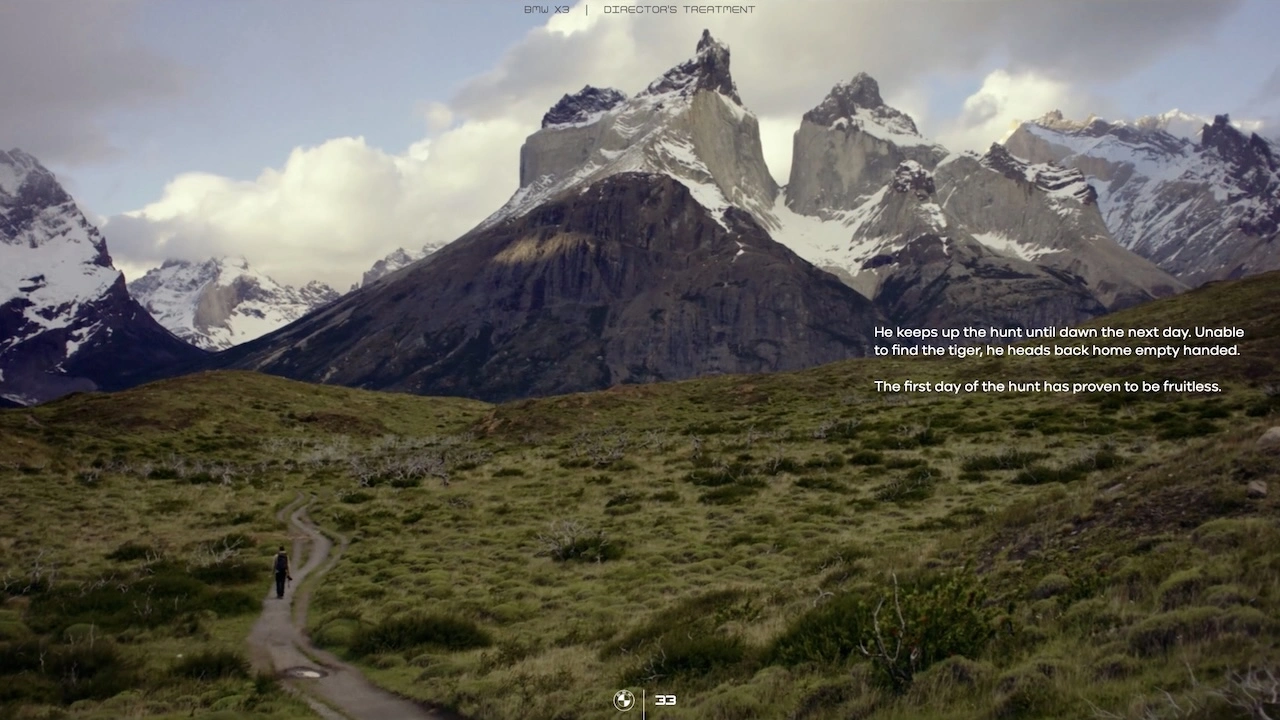 BMW X3 | DIRECTOR'S TREATMENT
He keeps up the hunt until dawn the next day. Unable
to find the tiger, he heads back home empty handed.
The first day of the hunt has proven to be fruitless.
33